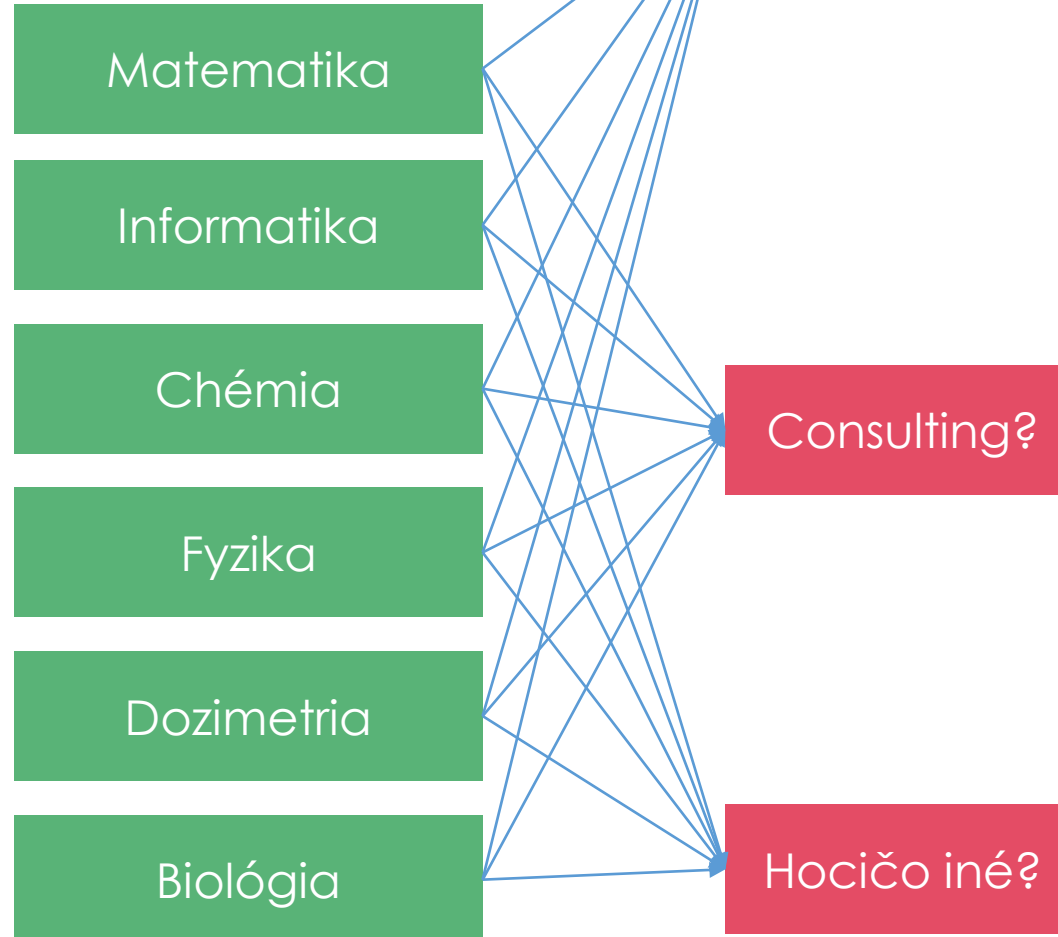 Matematika
Informatika
Chémia
Consulting?
Fyzika
Dozimetria
Biológia
Hocičo iné?